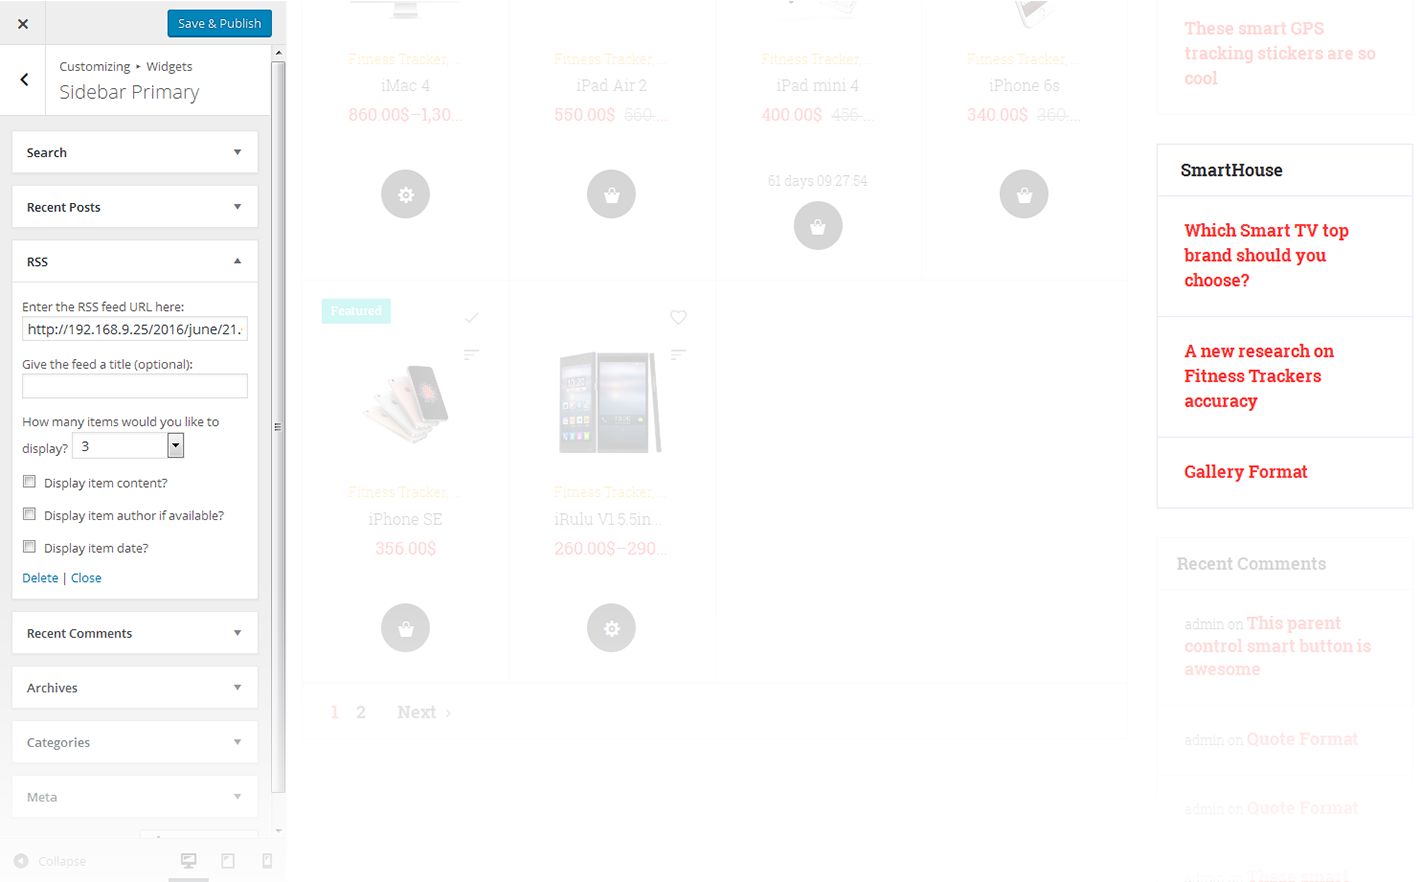 Save & Publish
Customizing ▸ Widgets
Sidebar Primary
Search
Recent Posts
RSS
Enter the RSS feed URL here:
http://192.168.9.25/2016/june/21.
Give the feed a title (optional):
How many items would you like to
display? 3
Display item content?
Display item author if available?
Display item date?
Delete | Close
Recent Comments
Archives
Categories
Meta
Collapse
Fitness Tracker, ...
iMac 4
860.00$–1,30...
Fitness Tracker, ...
iPad Air 2
550.00$ 560....
Fitness Tracker, ...
iPad mini 4
400.00$ 456....
61 days 09:27:54
Fitness Tracker, ...
iPhone 6s
340.00$ 360....
Featured
Fitness Tracker, ...
iPhone SE
356.00$
Fitness Tracker, ...
iRulu V1 5.5in...
260.00$–290...
1 2 Next ›
These smart GPS
tracking stickers are so
cool
SmartHouse
Which Smart TV top
brand should you
choose?
A new research on
Fitness Trackers
accuracy
Gallery Format
Recent Comments
admin on This parent
control smart button is
awesome
admin on Quote Format
admin on Quote Format
admin on These smart